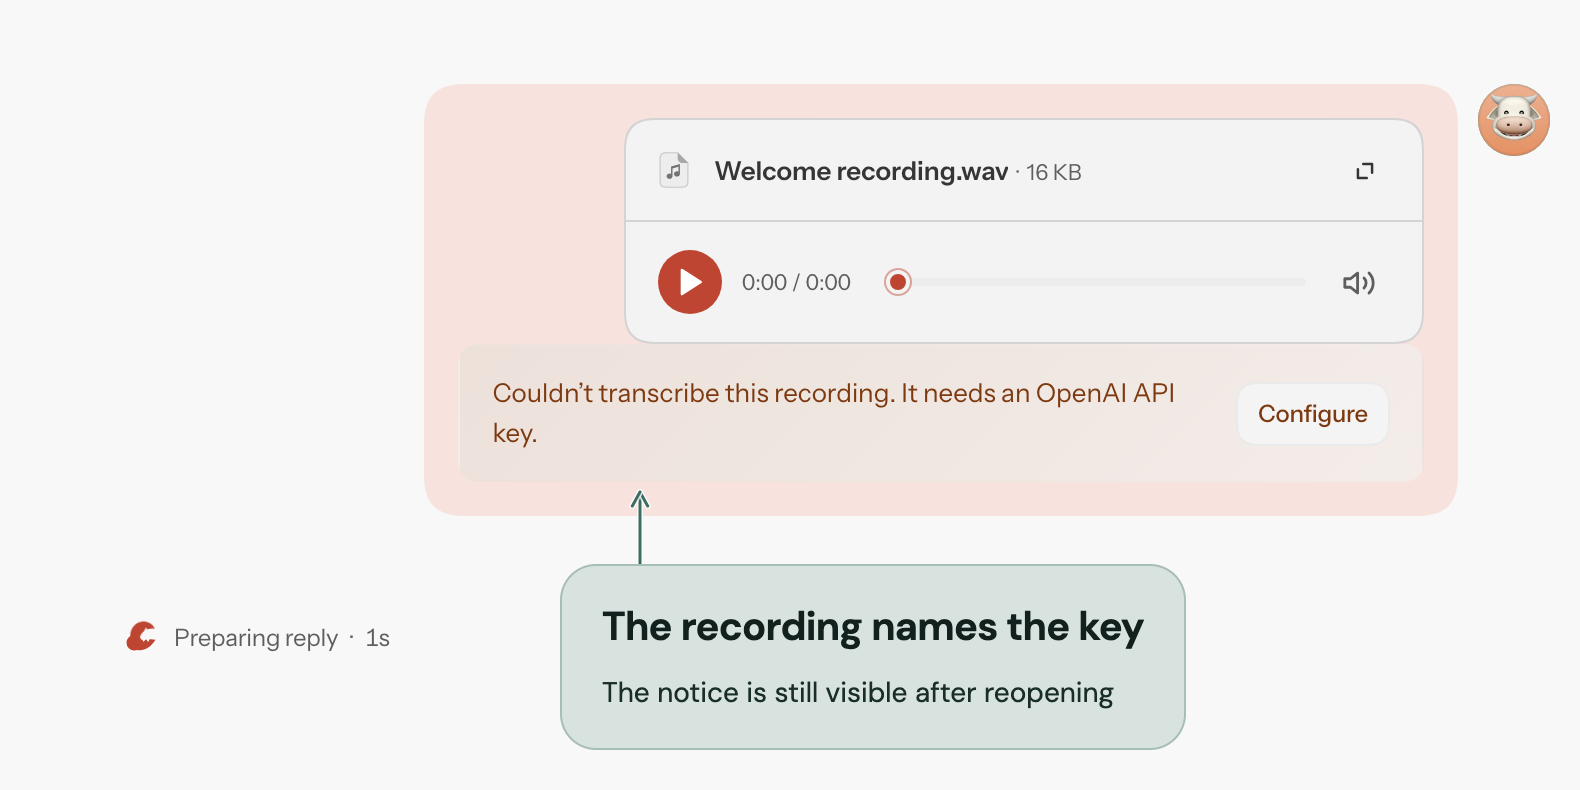 Welcome recording.wav · 16 KB
0:00 / 0:00
Couldn’t transcribe this recording. It needs an OpenAI API
key.
Configure
The recording names the key
The notice is still visible after reopening
Preparing reply · 1s